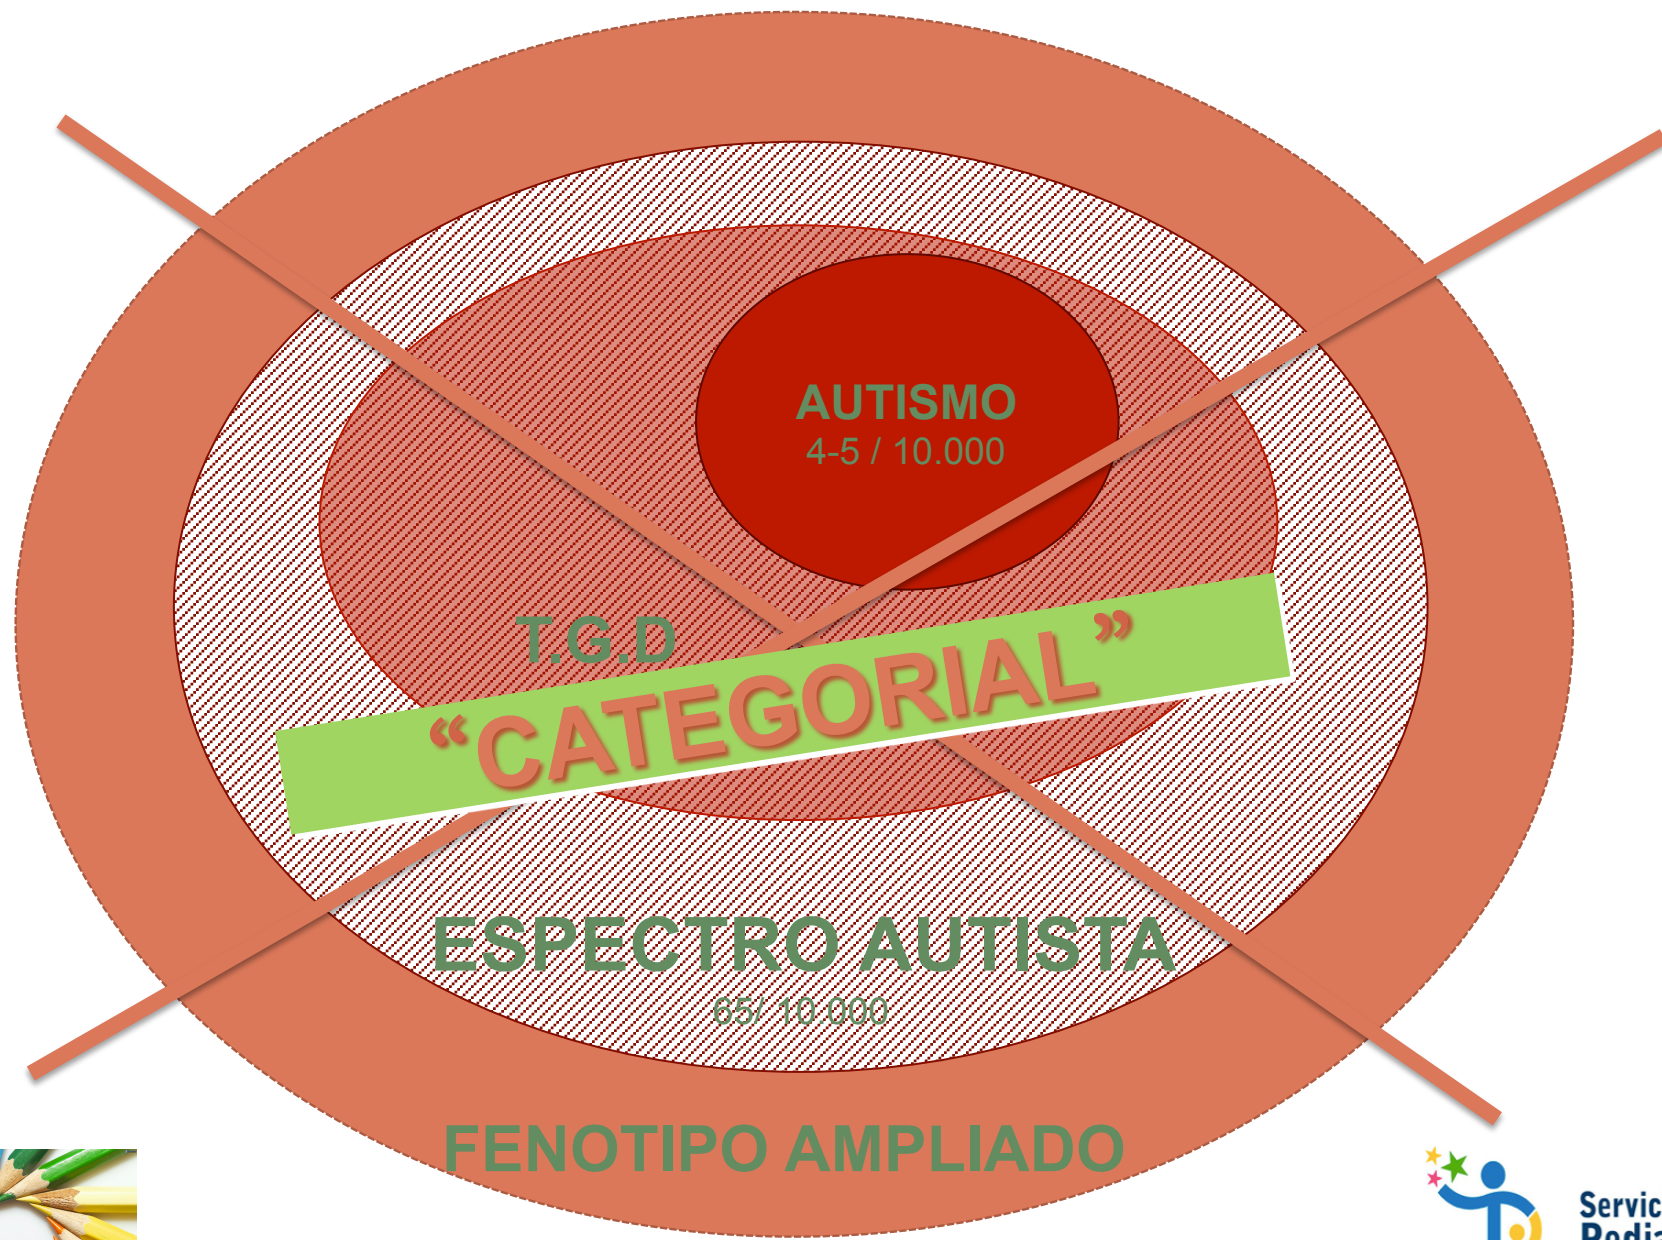 AUTISMO
4-5 / 10.000
T.G.D
“CATEGORIAL”
ESPECTRO AUTISTA
65/ 10.000
FENOTIPO AMPLIADO
Servic